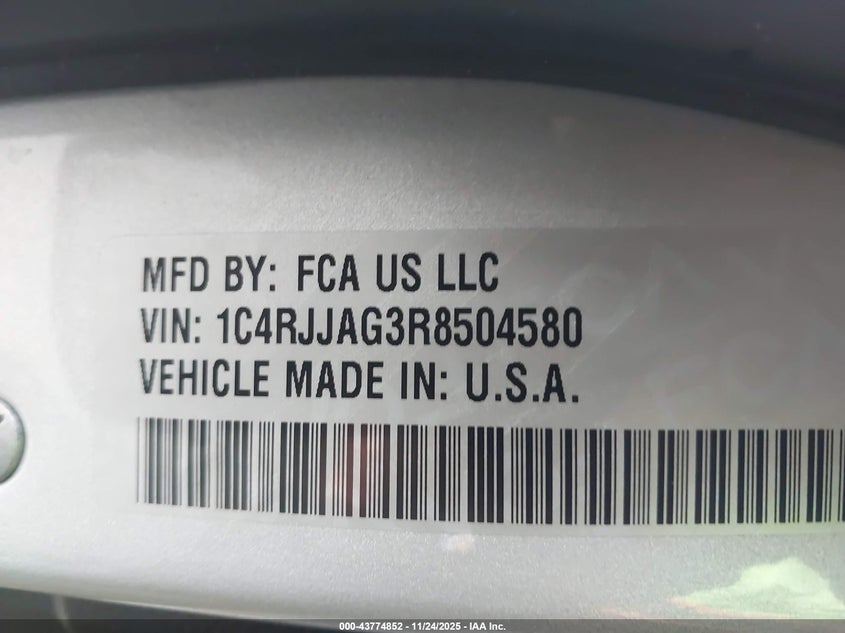 MFD BY: FCA US LLC
VIN: 1C4RJJAG3R8504580
VEHICLE MADE IN: U.S.A.
000-43774852 - 11/24/2025 - IAA Inc.